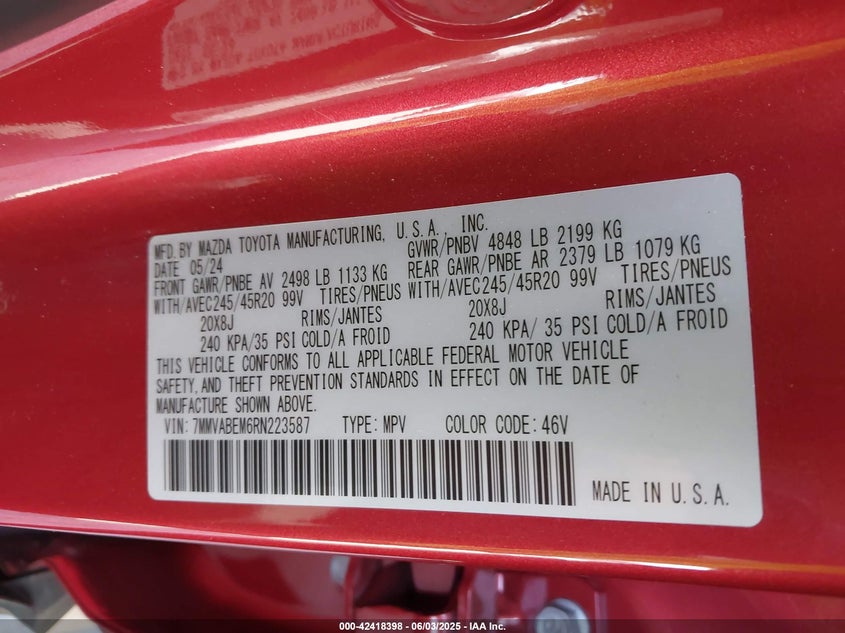 MFD. BY MAZDA TOYOTA MANUFACTURING, U.S.A., INC.
DATE 05/24 GVWR/PNBV 4848 LB 2199 KG
FRONT GAWR/PNBE AV 2498 LB 1133 KG REAR GAWR/PNBE AR 2379 LB 1079 KG
WITH/AVEC245/45R20 99V TIRES/PNEUS WITH/AVEC245/45R20 99V TIRES/PNEUS
20X8J RIMS/JANTES 20X8J RIMS/JANTES
240 KPA/35 PSI COLD/A FROID 240 KPA/ 35 PSI COLD/A FROID
THIS VEHICLE CONFORMS TO ALL APPLICABLE FEDERAL MOTOR VEHICLE
SAFETY, AND THEFT PREVENTION STANDARDS IN EFFECT ON THE DATE OF
MANUFACTURE SHOWN ABOVE.
VIN: 7MMVABEM6RN223587 TYPE: MPV COLOR CODE: 46V
MADE IN U.S.A.
000-42418398 - 06/03/2025 - IAA Inc.